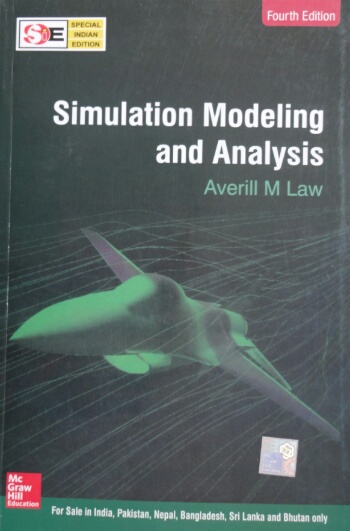 Fourth Edition
SIE
SPECIAL
INDIAN
EDITION
Simulation Modeling
and Analysis
Averill M Law
Mc
Graw
Hill
Education
For Sale in India, Pakistan, Nepal, Bangladesh, Sri Lanka and Bhutan only